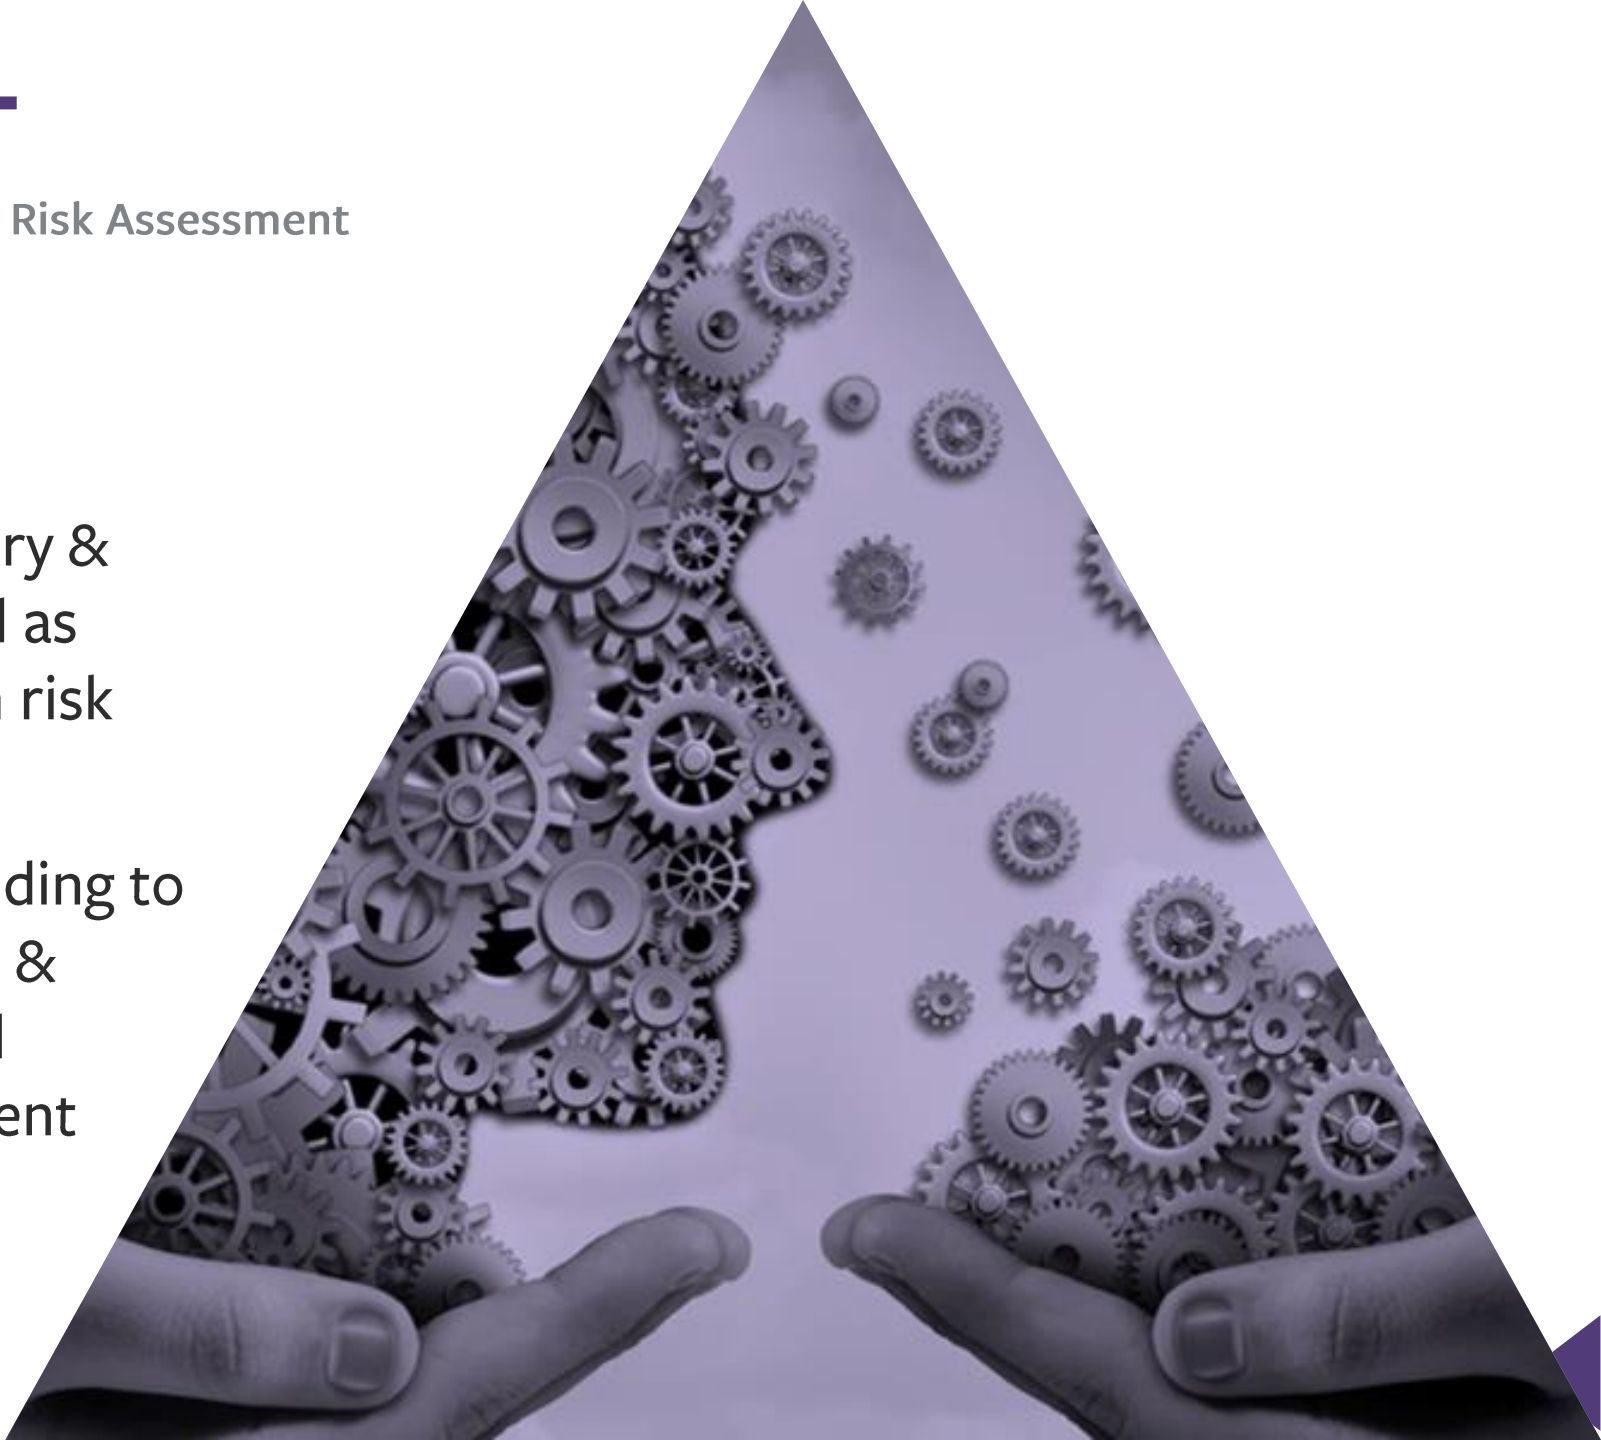 Risk Assessment
ry &
as
risk
ding to
&
ent